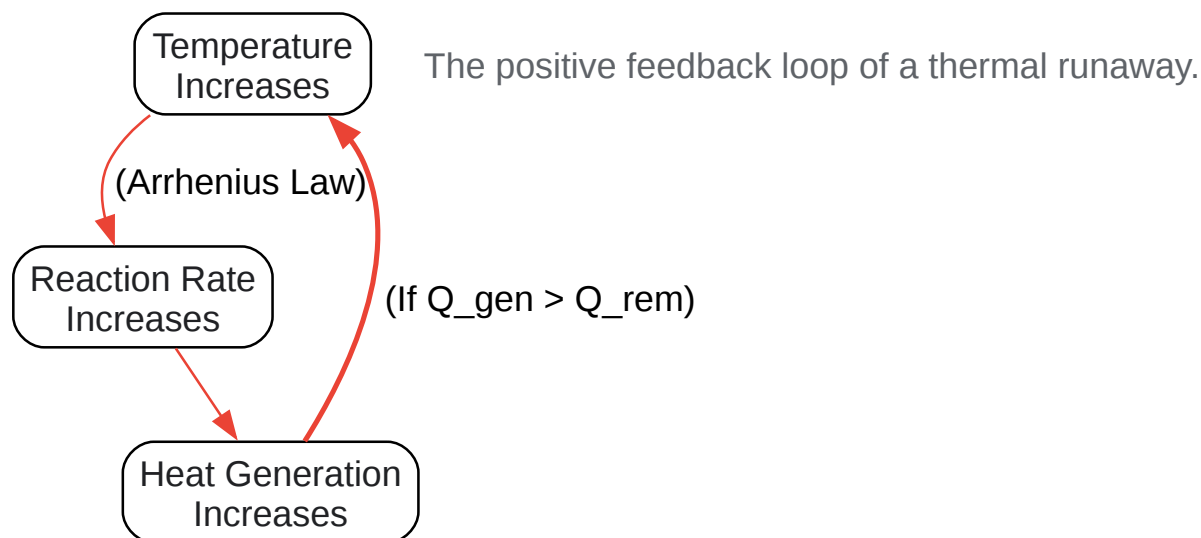 Temperature
Increases
The positive feedback loop of a thermal runaway.
(Arrhenius Law)
Reaction Rate
Increases
(If Q_gen > Q_rem)
Heat Generation
Increases